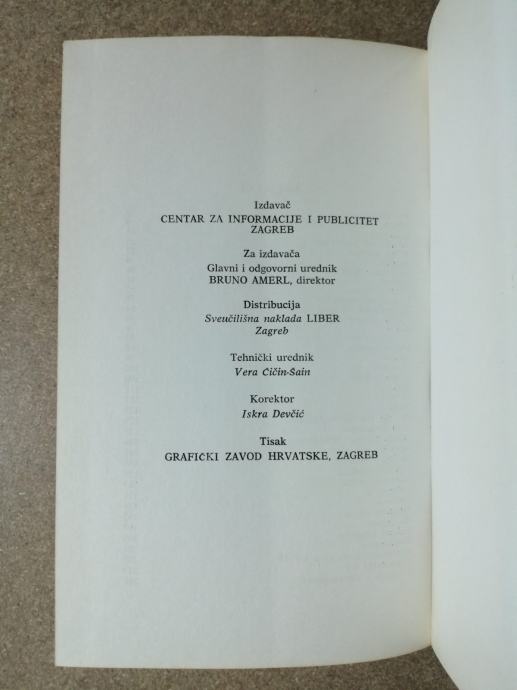 Izdavač
CENTAR ZA INFORMACIJE I PUBLICITET
ZAGREB
Za izdavača
Glavni i odgovorni urednik
BRUNO AMERL, direktor
Distribucija
Sveučilišna naklada LIBER
Zagreb
Tehnički urednik
Vera Čičin-Šain
Korektor
Iskra Devčić
Tisak
GRAFIČKI ZAVOD HRVATSKE, ZAGREB